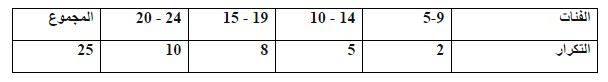 الفئات 5-9 10 - 14 15 - 19 20 - 24 المجموع
التكرار 2 5 8 10 25